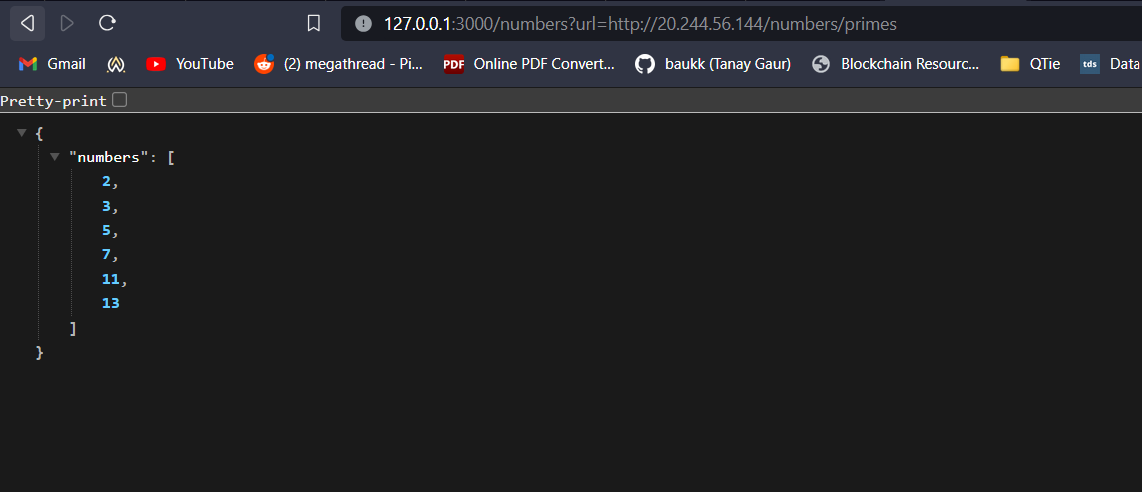 127.0.0.1:3000/numbers?url=http://20.244.56.144/numbers/primes
Gmail YouTube (2) megathread - Pi... PDF Online PDF Convert... baukk (Tanay Gaur) Blockchain Resourc... QTie tds Data
Pretty-print
{
"numbers": [
2,
3,
5,
7,
11,
13
]
}